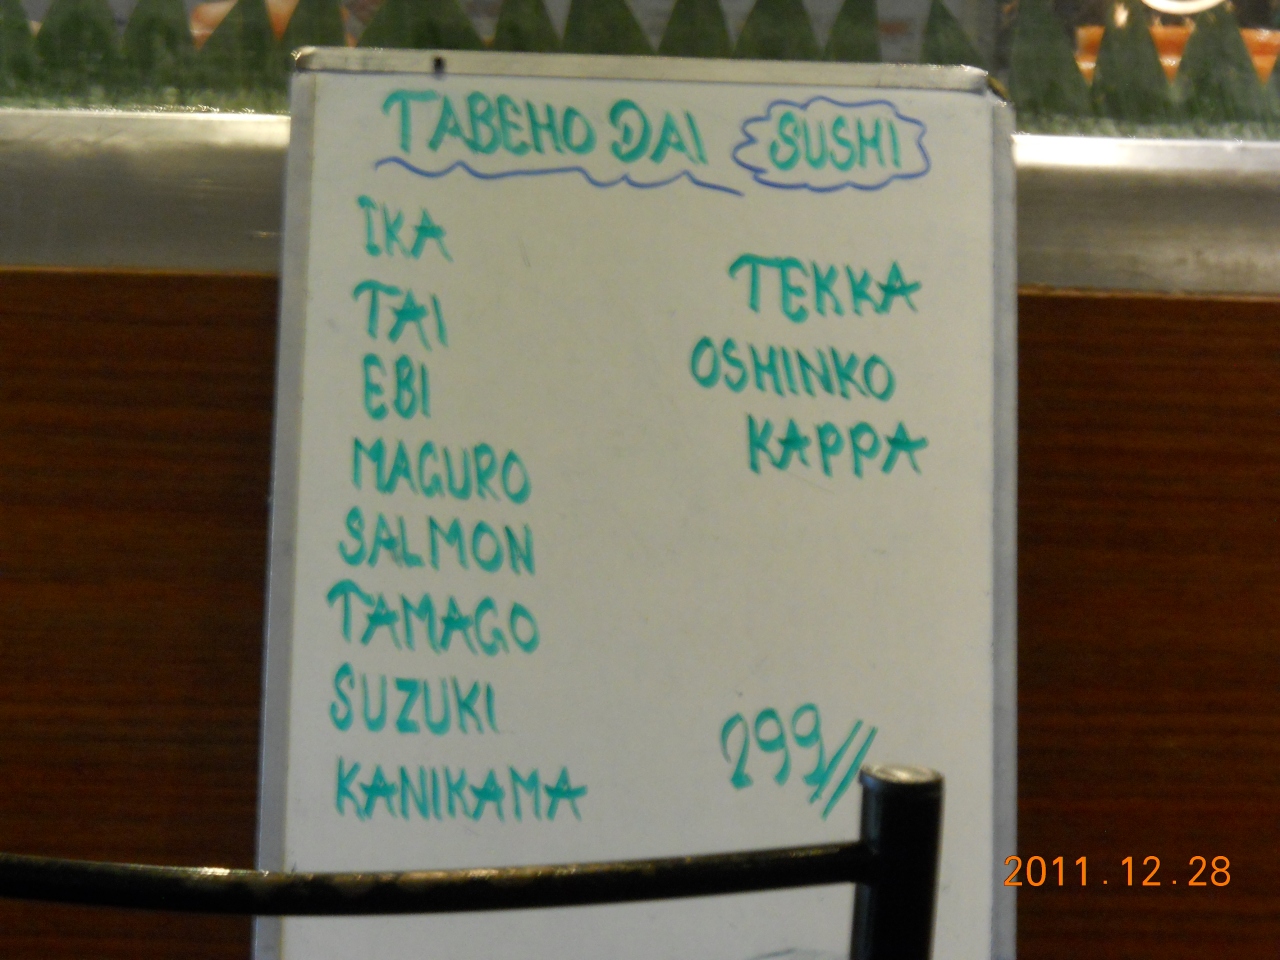 TABEHO DAI SUSHI
IKA
TAI
EBI
MAGURO
SALMON
TAMAGO
SUZUKI
KANIKAMA
TEKKA
OSHINKO
KAPPA
299//
2011.12.28